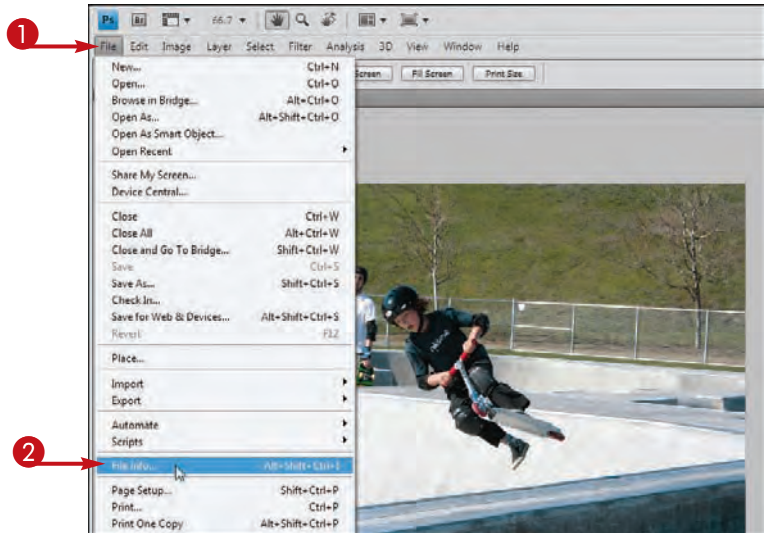 Ps Br 66.7
1 File Edit Image Layer Select Filter Analysis 3D View Window Help
Screen Fill Screen Print Size
New... Ctrl+N
Open... Ctrl+O
Browse in Bridge... Alt+Ctrl+O
Open As... Alt+Shift+Ctrl+O
Open As Smart Object...
Open Recent
Share My Screen...
Device Central...
Close Ctrl+W
Close All Alt+Ctrl+W
Close and Go To Bridge... Shift+Ctrl+W
Save Ctrl+S
Save As... Shift+Ctrl+S
Check In...
Save for Web & Devices... Alt+Shift+Ctrl+S
Revert F12
Place...
Import
Export
Automate
Scripts
2 File Info... Alt+Shift+Ctrl+I
Page Setup... Shift+Ctrl+P
Print... Ctrl+P
Print One Copy Alt+Shift+Ctrl+P